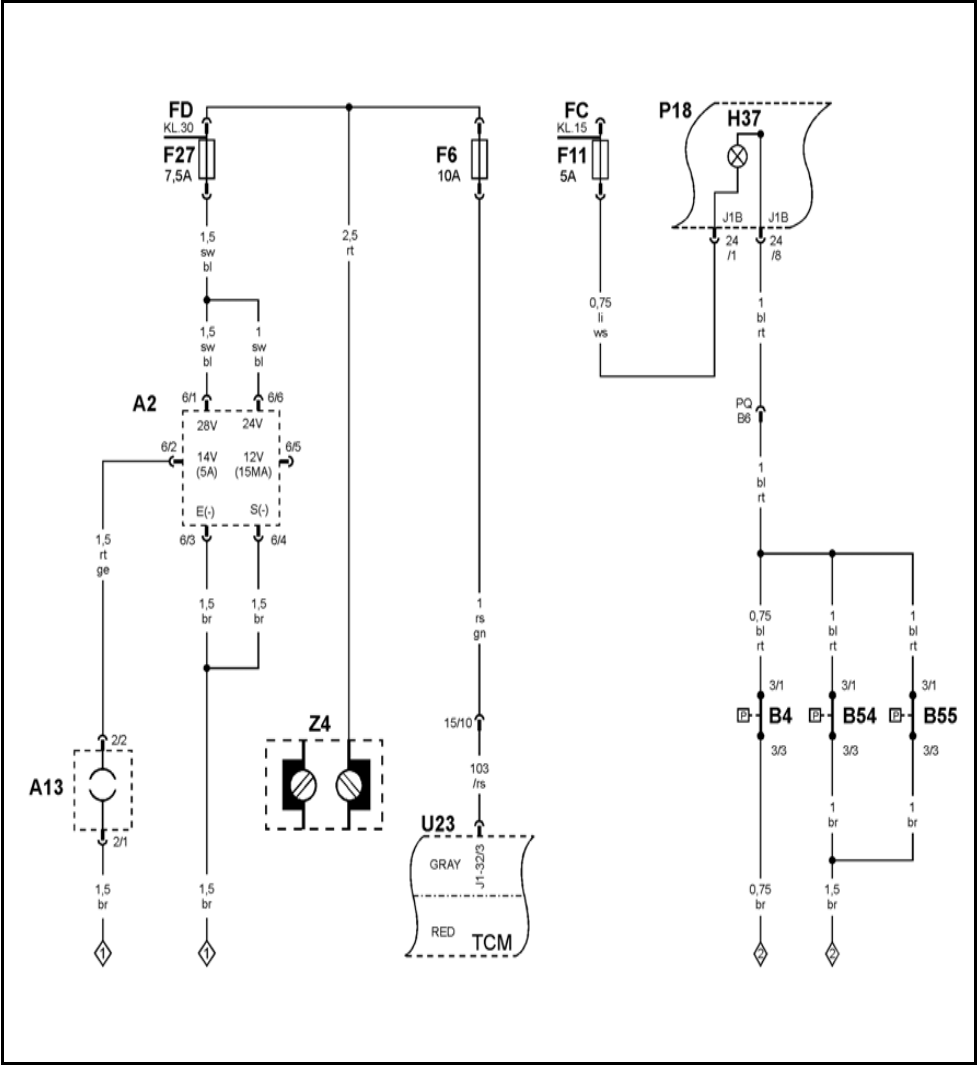 FD
KL.30
F27
7,5A
F6
10A
FC
KL.15
F11
5A
P18
H37
J1B
J1B
24
/1
24
/8
1,5
sw
bl
2,5
rt
0,75
li
ws
1
bl
rt
1,5
sw
bl
1
sw
bl
A2
6/1
6/6
28V
24V
6/2
6/5
14V
(5A)
12V
(15MA)
E(-)
S(-)
6/3
6/4
PQ
B6
1
bl
rt
1,5
rt
ge
1,5
br
1,5
br
1
rs
gn
0,75
bl
rt
1
bl
rt
1
bl
rt
3/1
3/1
3/1
P
B4
P
B54
P
B55
3/3
3/3
3/3
15/10
Z4
2/2
A13
2/1
103
/rs
U23
GRAY
J1-32/3
RED
TCM
1
br
1
br
1,5
br
1,5
br
0,75
br
1,5
br
1
1
2
2